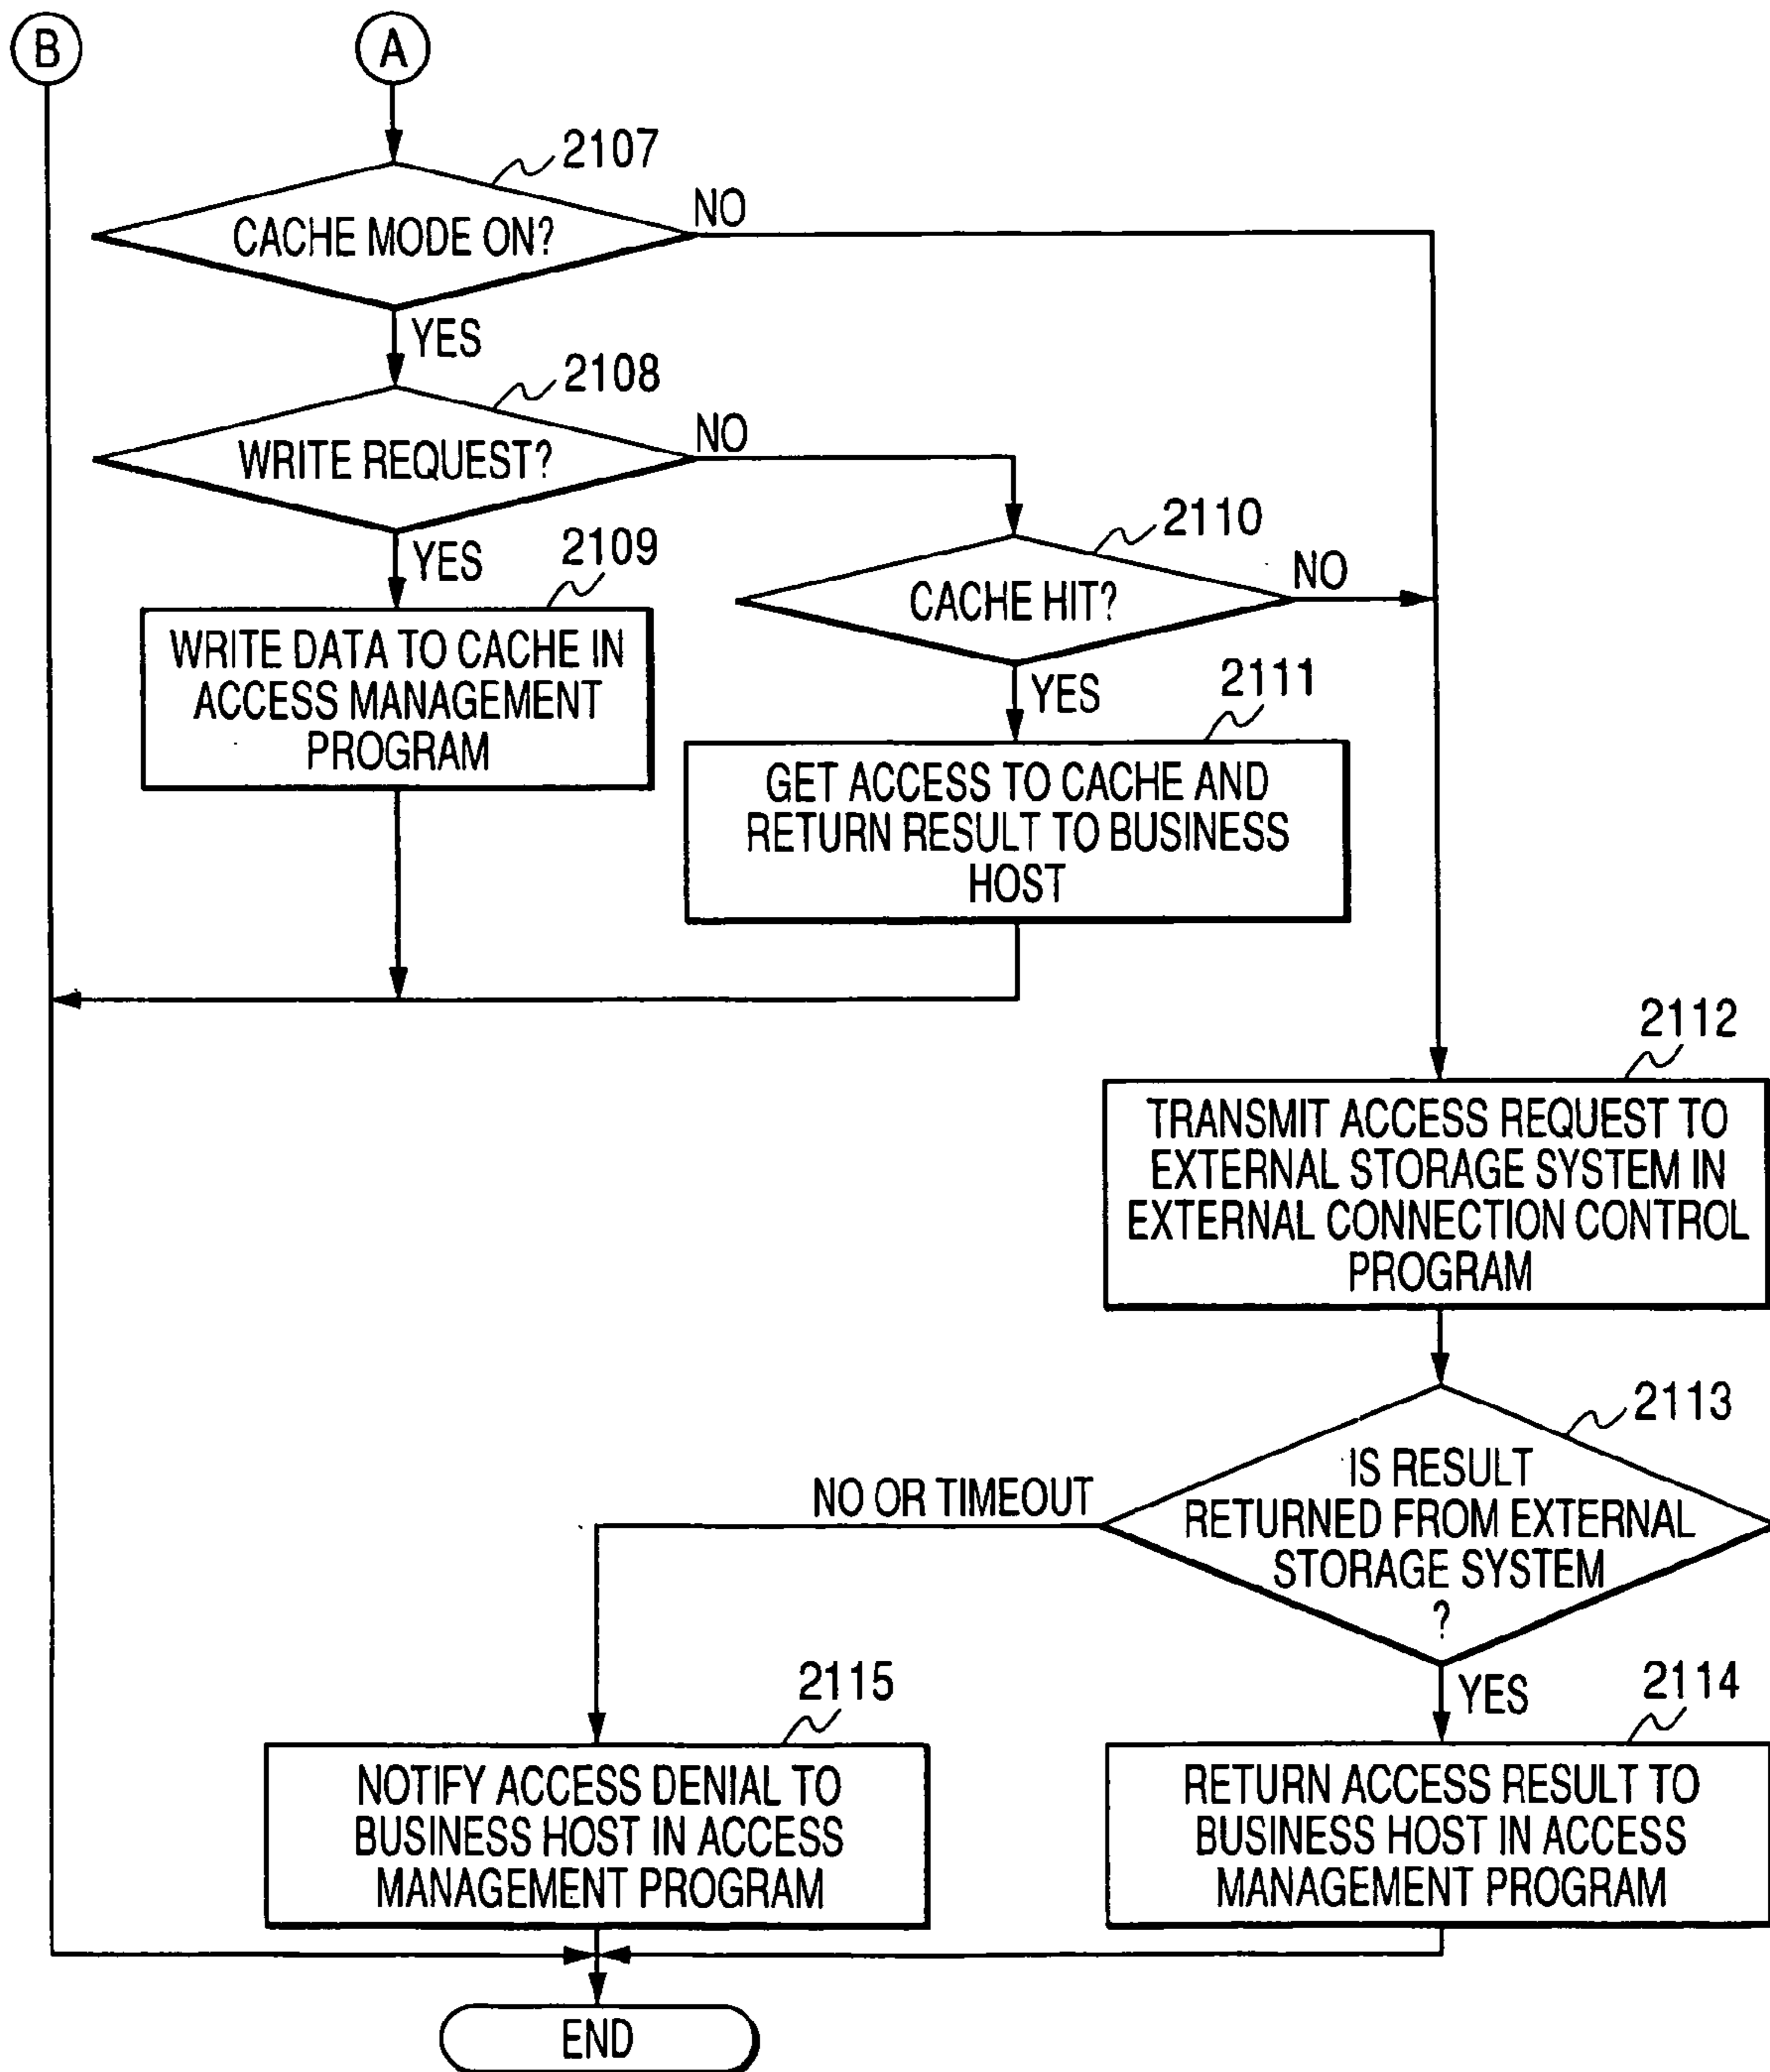 B
A
2107
CACHE MODE ON?
NO
YES
2108
WRITE REQUEST?
NO
YES
2109
WRITE DATA TO CACHE IN
ACCESS MANAGEMENT
PROGRAM
2110
CACHE HIT?
NO
YES
2111
GET ACCESS TO CACHE AND
RETURN RESULT TO BUSINESS
HOST
2112
TRANSMIT ACCESS REQUEST TO
EXTERNAL STORAGE SYSTEM IN
EXTERNAL CONNECTION CONTROL
PROGRAM
2113
IS RESULT
RETURNED FROM EXTERNAL
STORAGE SYSTEM
?
NO OR TIMEOUT
YES
2115
NOTIFY ACCESS DENIAL TO
BUSINESS HOST IN ACCESS
MANAGEMENT PROGRAM
2114
RETURN ACCESS RESULT TO
BUSINESS HOST IN ACCESS
MANAGEMENT PROGRAM
END